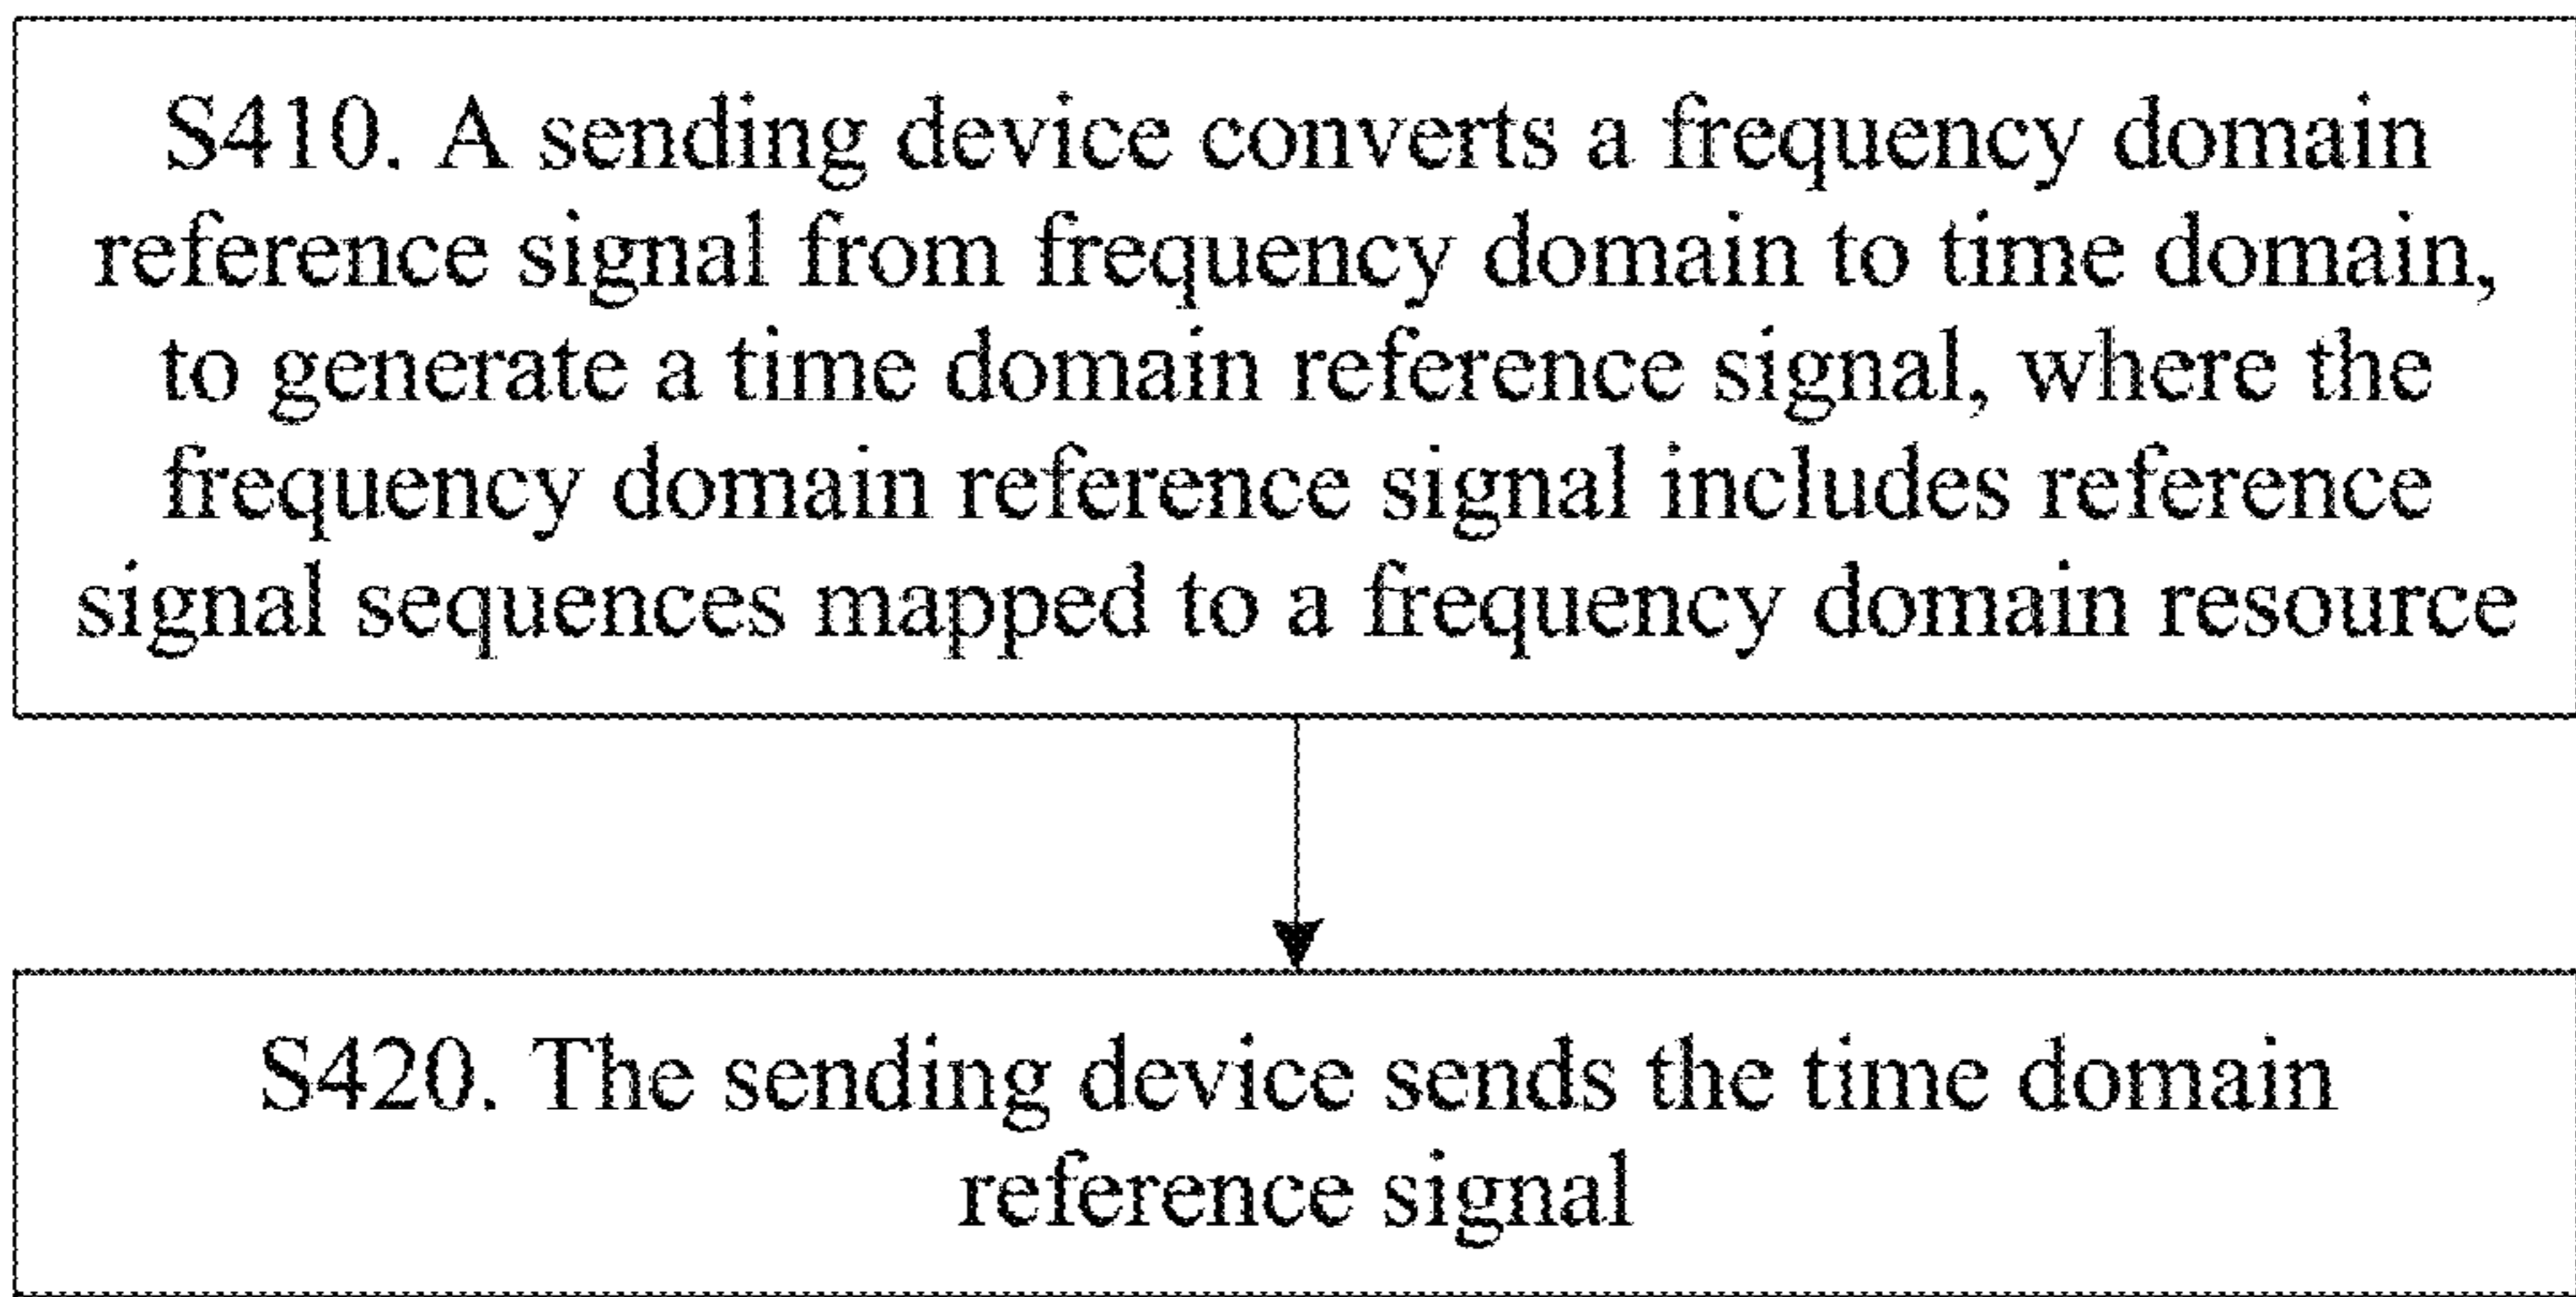 S410. A sending device converts a frequency domain
reference signal from frequency domain to time domain,
to generate a time domain reference signal, where the
frequency domain reference signal includes reference
signal sequences mapped to a frequency domain resource
S420. The sending device sends the time domain
reference signal